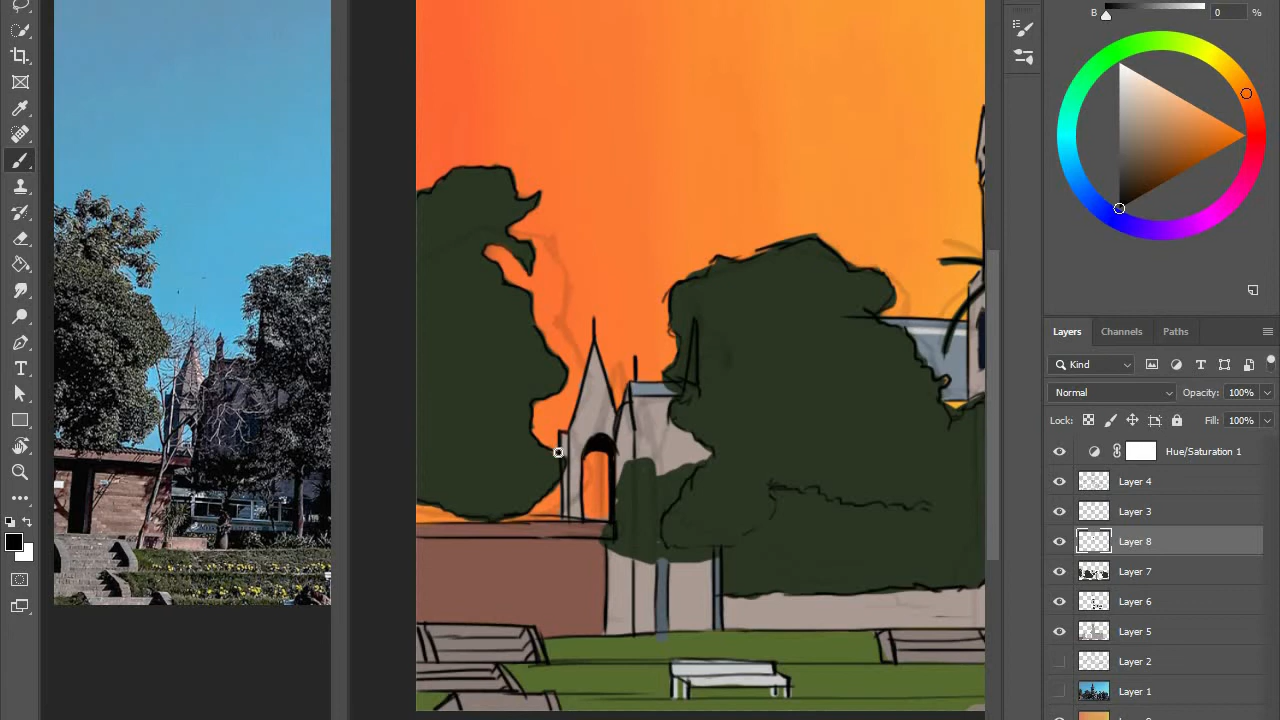 B 0 %
Layers Channels Paths
Kind
Normal Opacity: 100%
Lock: Fill: 100%
Hue/Saturation 1
Layer 4
Layer 3
Layer 8
Layer 7
Layer 6
Layer 5
Layer 2
Layer 1